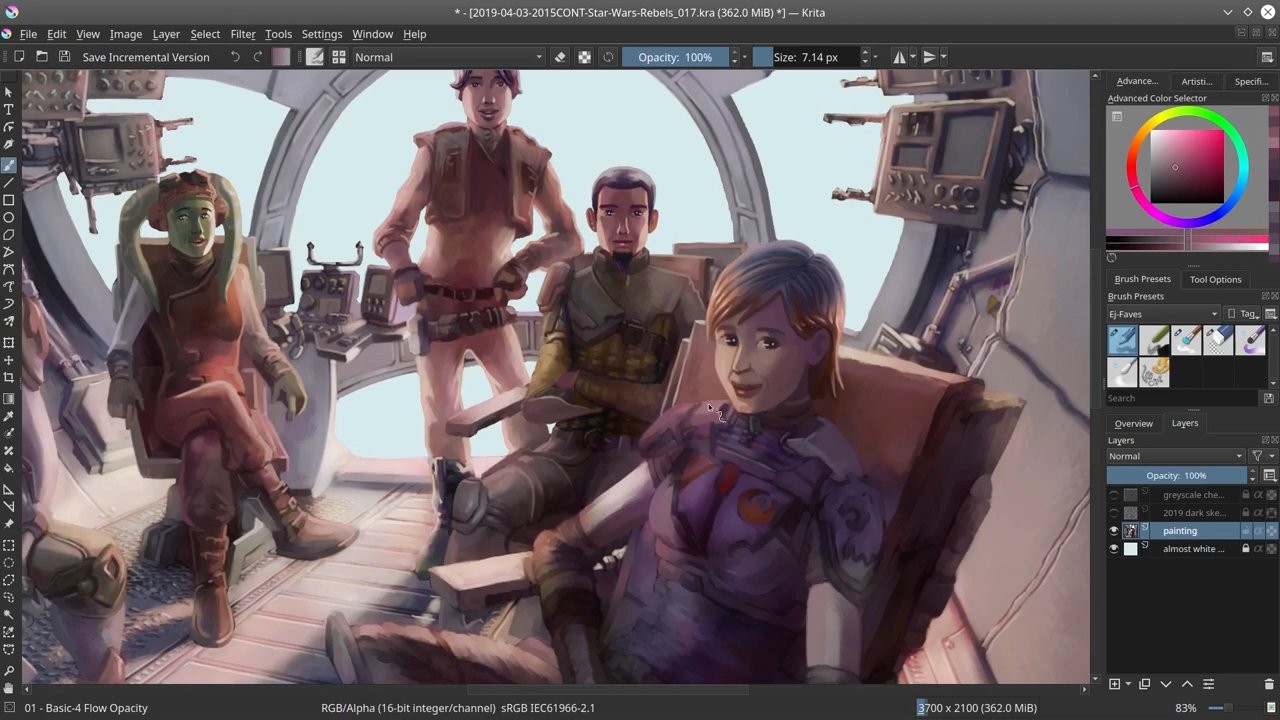 * - [2019-04-03-2015CONT-Star-Wars-Rebels_017.kra (362.0 MiB) *] — Krita
File Edit View Image Layer Select Filter Tools Settings Window Help
Save Incremental Version Normal Opacity: 100% Size: 7.14 px
Advance... Artisti... Specifi...
Advanced Color Selector
Brush Presets Tool Options
Brush Presets
Ej-Faves Tag
Search
Overview Layers
Layers
Normal
Opacity: 100%
greyscale che...
2019 dark ske...
painting
almost white ...
01 - Basic-4 Flow Opacity RGB/Alpha (16-bit integer/channel) sRGB IEC61966-2.1 3700 x 2100 (362.0 MiB) 83%